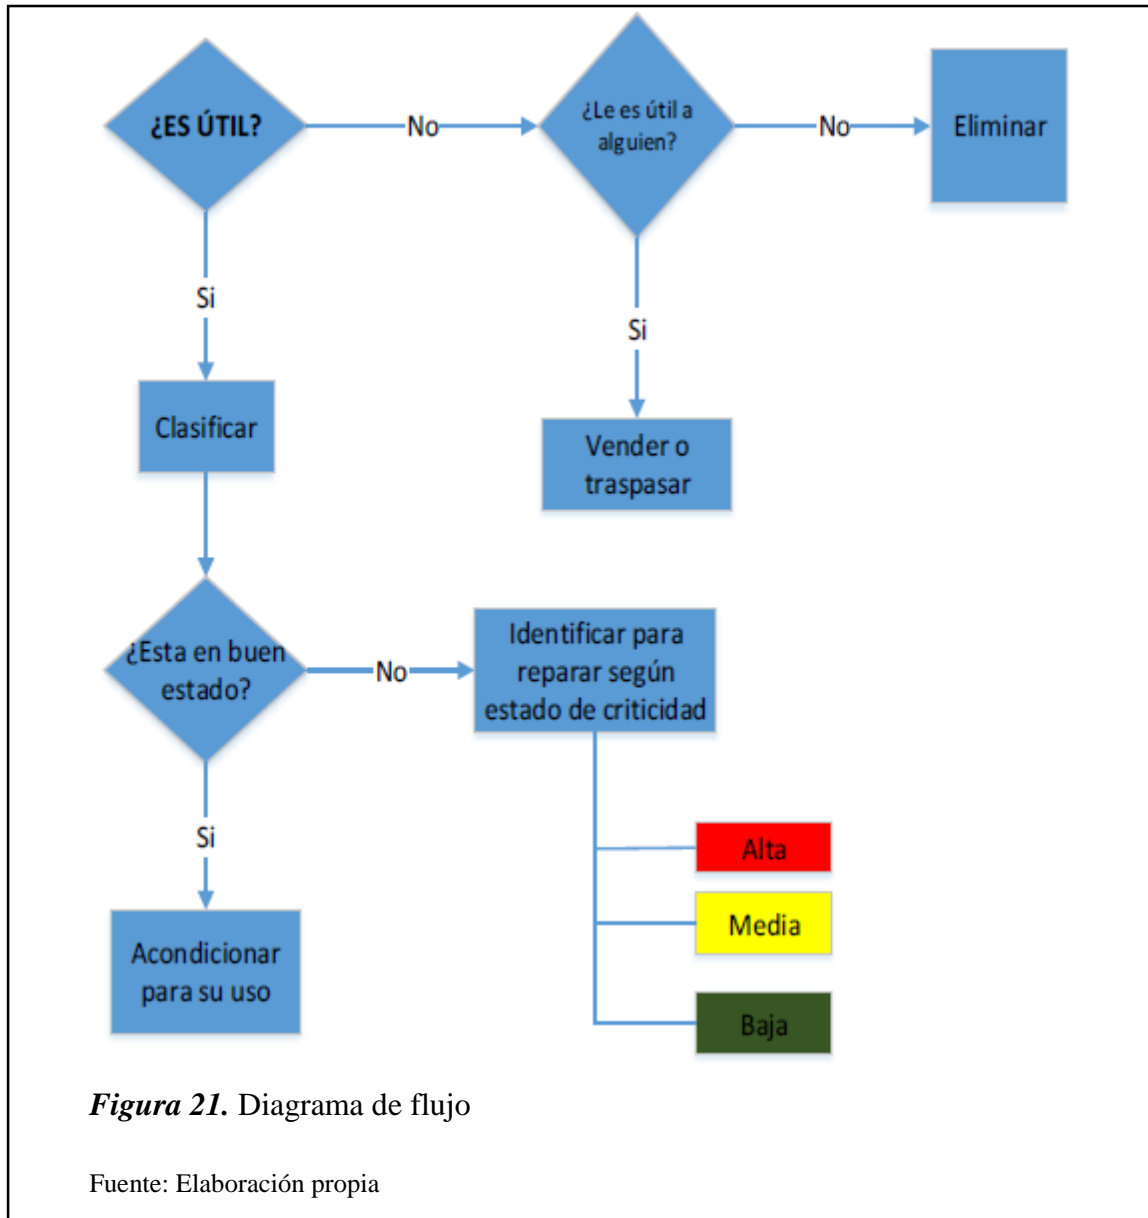 ¿ES ÚTIL?
No
¿Le es útil a
alguien?
No
Eliminar
Si
Si
Clasificar
Vender o
traspasar
¿Esta en buen
estado?
No
Identificar para
reparar según
estado de criticidad
Si
Alta
Media
Acondicionar
para su uso
Baja
Figura 21. Diagrama de flujo
Fuente: Elaboración propia